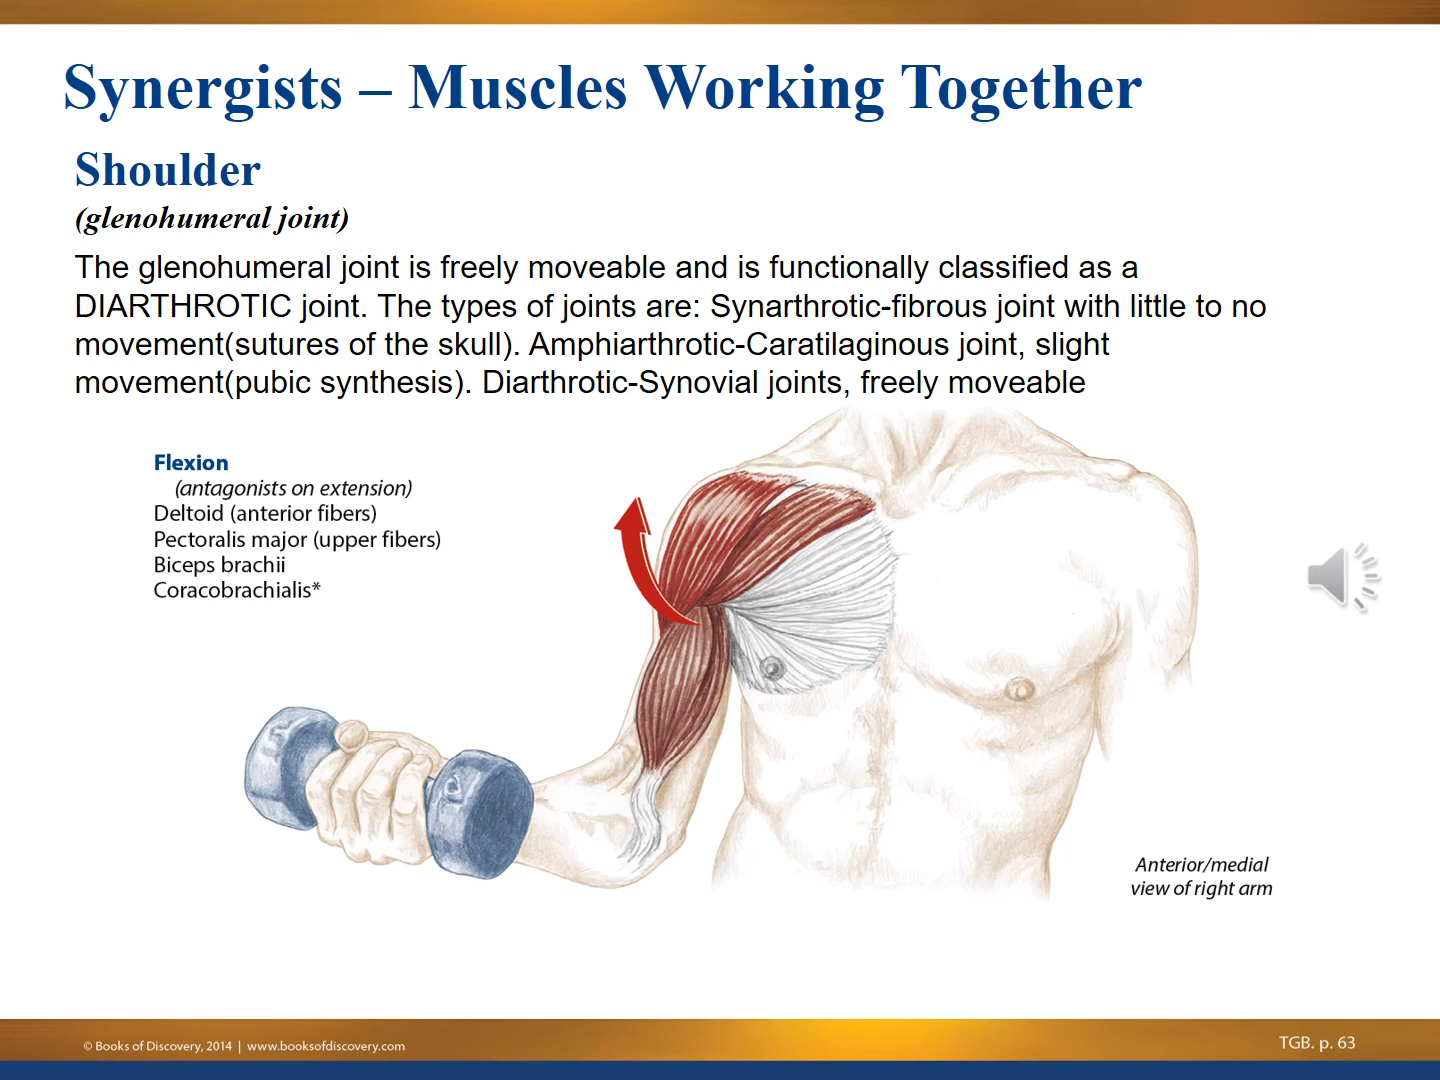 Synergists – Muscles Working Together
Shoulder
(glenohumeral joint)
The glenohumeral joint is freely moveable and is functionally classified as a
DIARTHROTIC joint. The types of joints are: Synarthrotic-fibrous joint with little to no
movement(sutures of the skull). Amphiarthrotic-Caratilaginous joint, slight
movement(pubic synthesis). Diarthrotic-Synovial joints, freely moveable
Flexion
(antagonists on extension)
Deltoid (anterior fibers)
Pectoralis major (upper fibers)
Biceps brachii
Coracobrachialis*
Anterior/medial
view of right arm
© Books of Discovery, 2014 | www.booksofdiscovery.com
TGB. p. 63